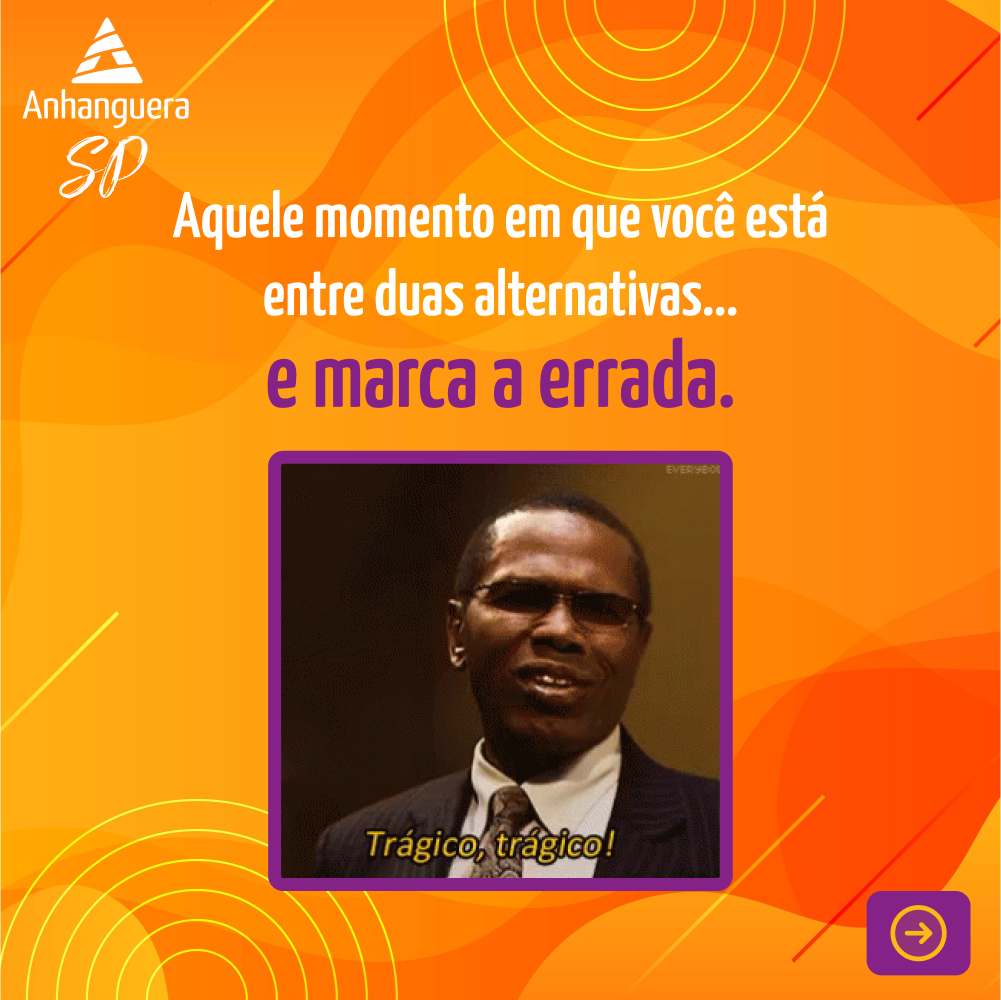 Anhanguera
SP
Aquele momento em que você está
entre duas alternativas...
e marca a errada.
Trágico, trágico!